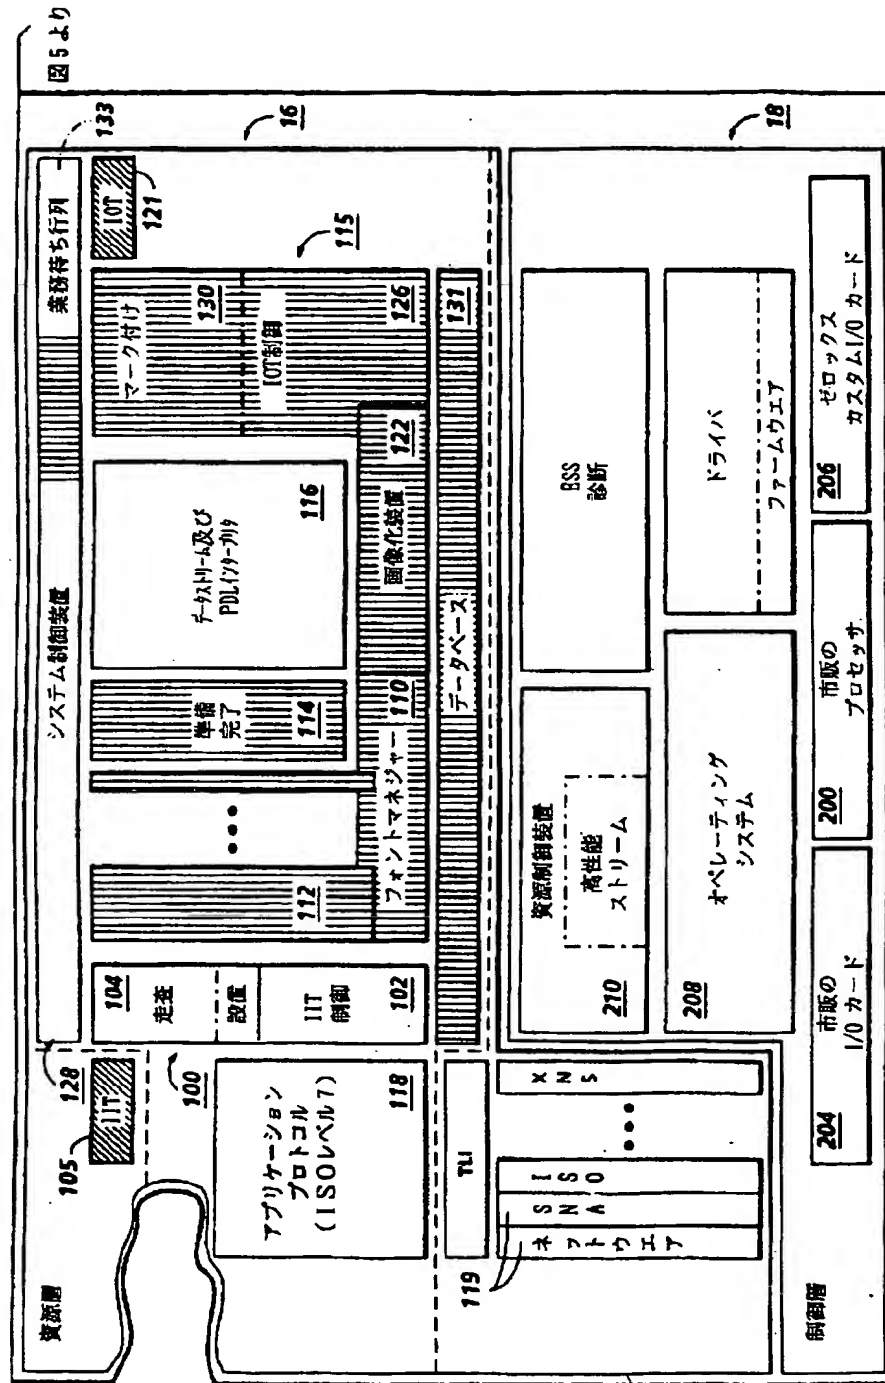 図5より
資源層
105
IIT
128
システム制御装置
業務待ち行列
133
100
104
走査
設置
IIT
制御
102
112
フォントマネジャー
110
準備
完了
114
データストリーム及び
PDLインタープリタ
116
画像化装置
122
マーク付け
130
IOT制御
126
115
IOT
121
16
データベース
131
アプリケーション
プロトコル
(ISOレベル7)
118
TLI
119
ネットウエア
SNA
ISO
XNS
資源制御装置
高性能
ストリーム
210
BSS
診断
18
オペレーティング
システム
208
ドライバ
ファームウエア
制御層
市販の
I/Oカード
204
市販の
プロセッサ
200
ゼロックス
カスタムI/Oカード
206